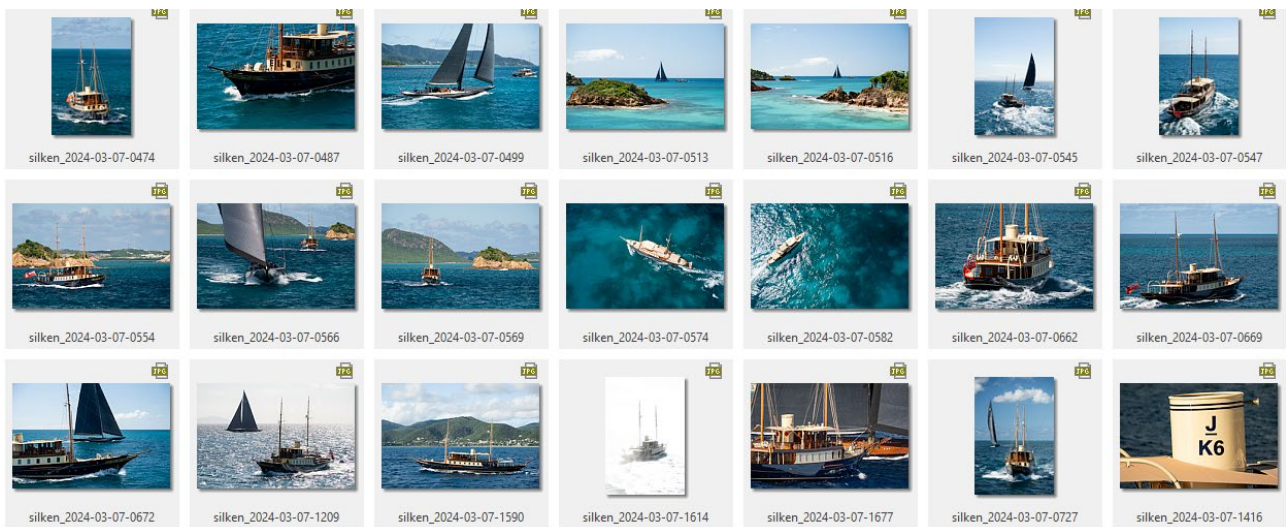 JPG JPG JPG JPG JPG JPG JPG
silken_2024-03-07-0474 silken_2024-03-07-0487 silken_2024-03-07-0499 silken_2024-03-07-0513 silken_2024-03-07-0516 silken_2024-03-07-0545 silken_2024-03-07-0547
JPG JPG JPG JPG JPG JPG JPG
silken_2024-03-07-0554 silken_2024-03-07-0566 silken_2024-03-07-0569 silken_2024-03-07-0574 silken_2024-03-07-0582 silken_2024-03-07-0662 silken_2024-03-07-0669
JPG JPG JPG JPG JPG JPG JPG
J
K6
silken_2024-03-07-0672 silken_2024-03-07-1209 silken_2024-03-07-1590 silken_2024-03-07-1614 silken_2024-03-07-1677 silken_2024-03-07-0727 silken_2024-03-07-1416